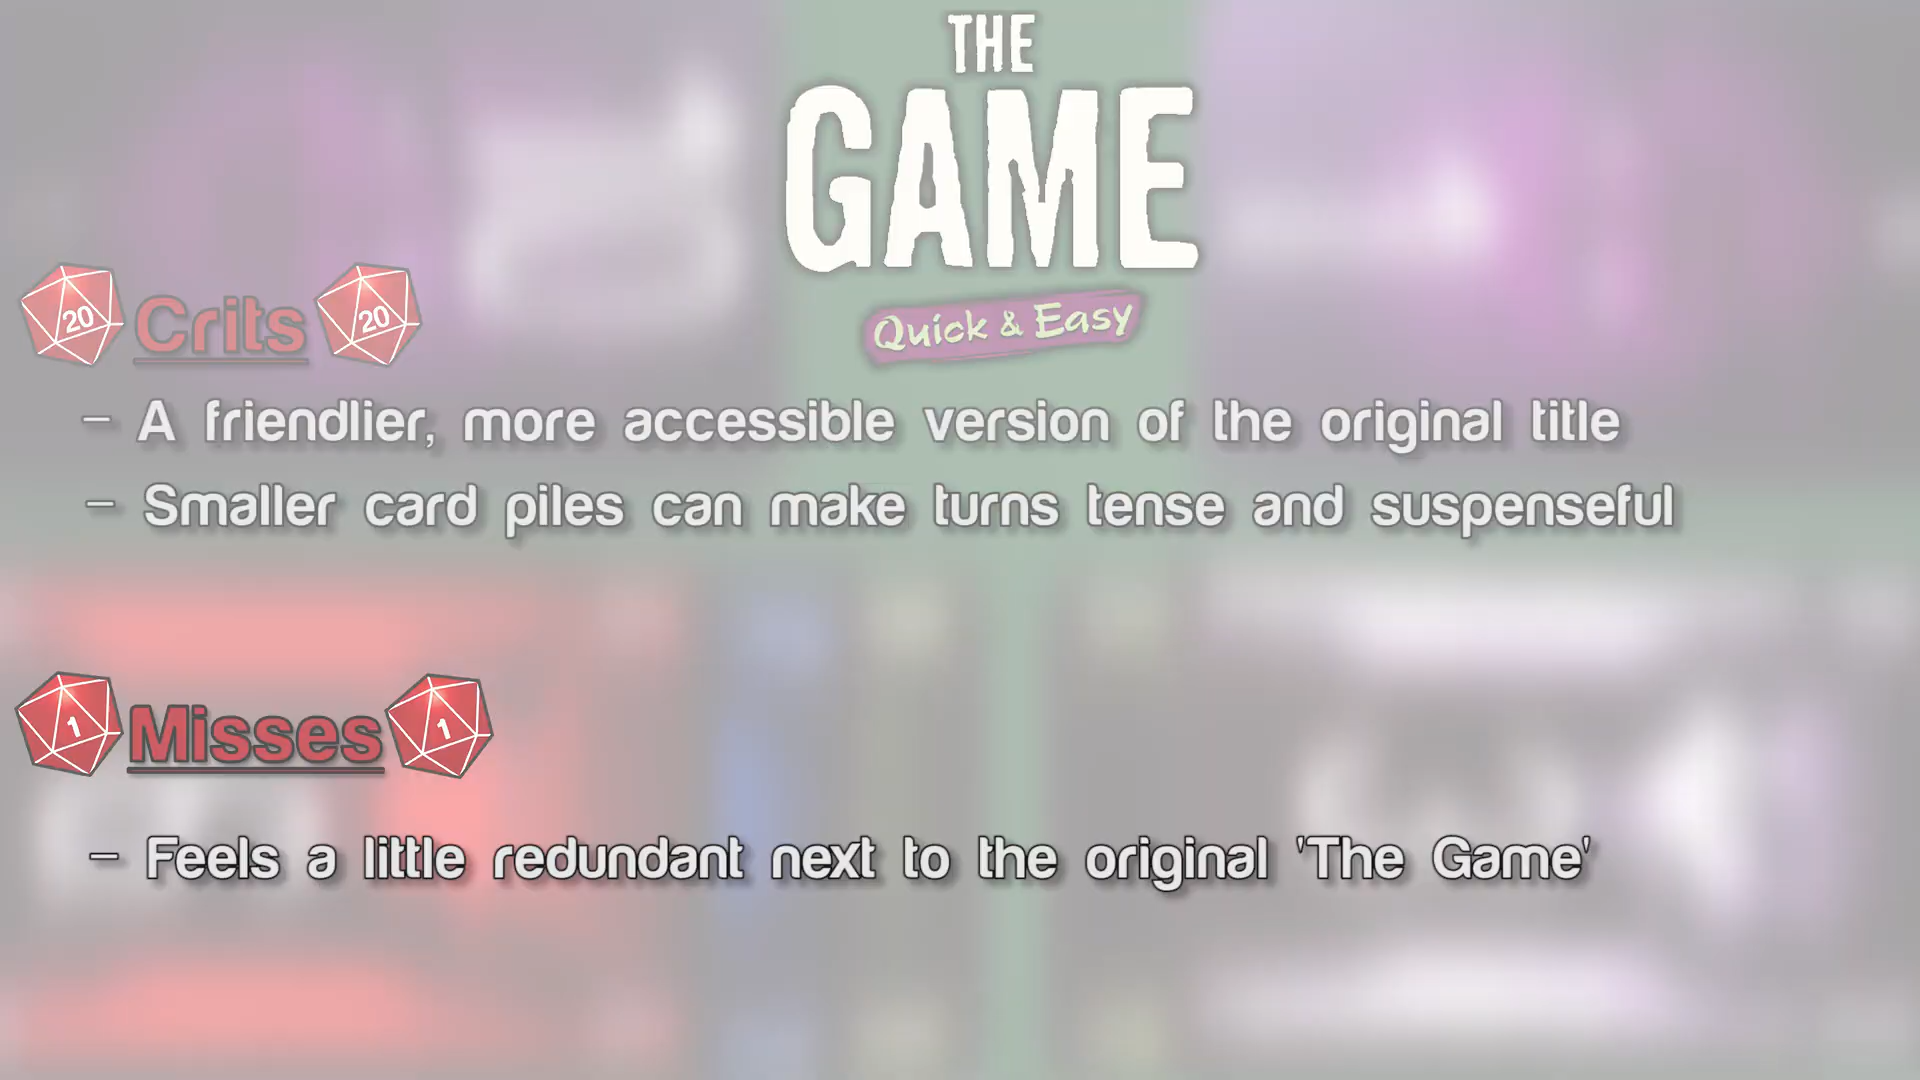 THE
GAME
Quick & Easy
20 Crits 20
- A friendlier, more accessible version of the original title
- Smaller card piles can make turns tense and suspenseful
1 Misses 1
- Feels a little redundant next to the original 'The Game'